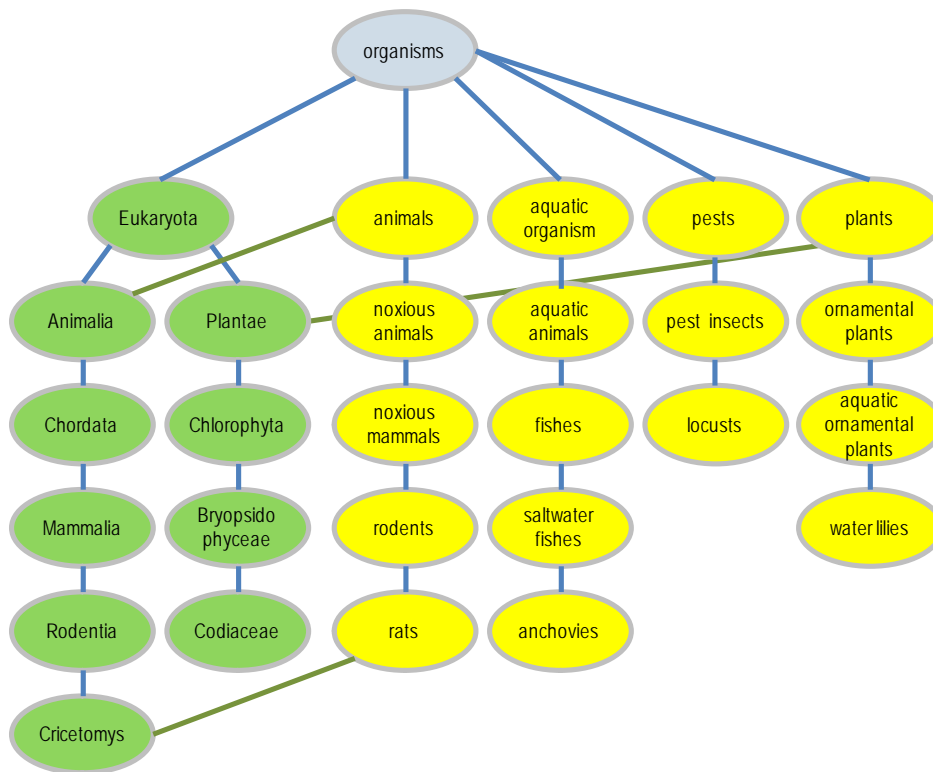 organisms
Eukaryota
animals
aquatic
organism
pests
plants
Animalia
Plantae
noxious
animals
aquatic
animals
pest insects
ornamental
plants
Chordata
Chlorophyta
noxious
mammals
fishes
locusts
aquatic
ornamental
plants
Mammalia
Bryopsido
phyceae
rodents
saltwater
fishes
water lilies
Rodentia
Codiaceae
rats
anchovies
Cricetomys